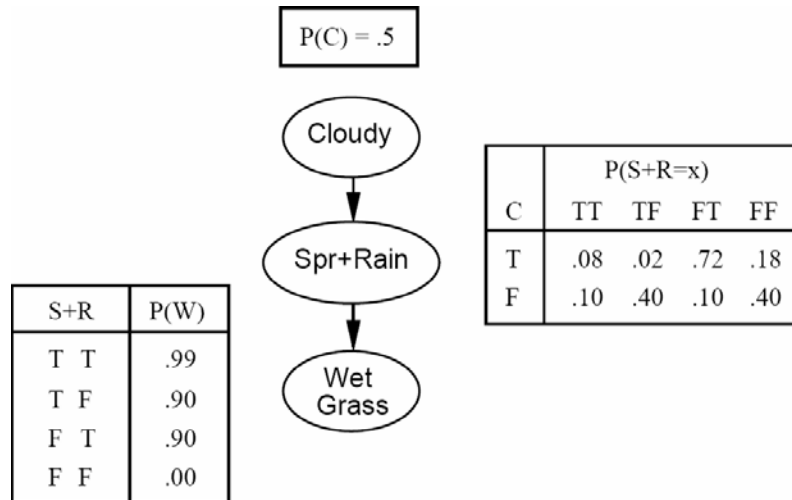 P(C) = .5
Cloudy
P(S+R=x)
C TT TF FT FF
T .08 .02 .72 .18
F .10 .40 .10 .40
Spr+Rain
S+R P(W)
T T .99
T F .90
F T .90
F F .00
Wet
Grass